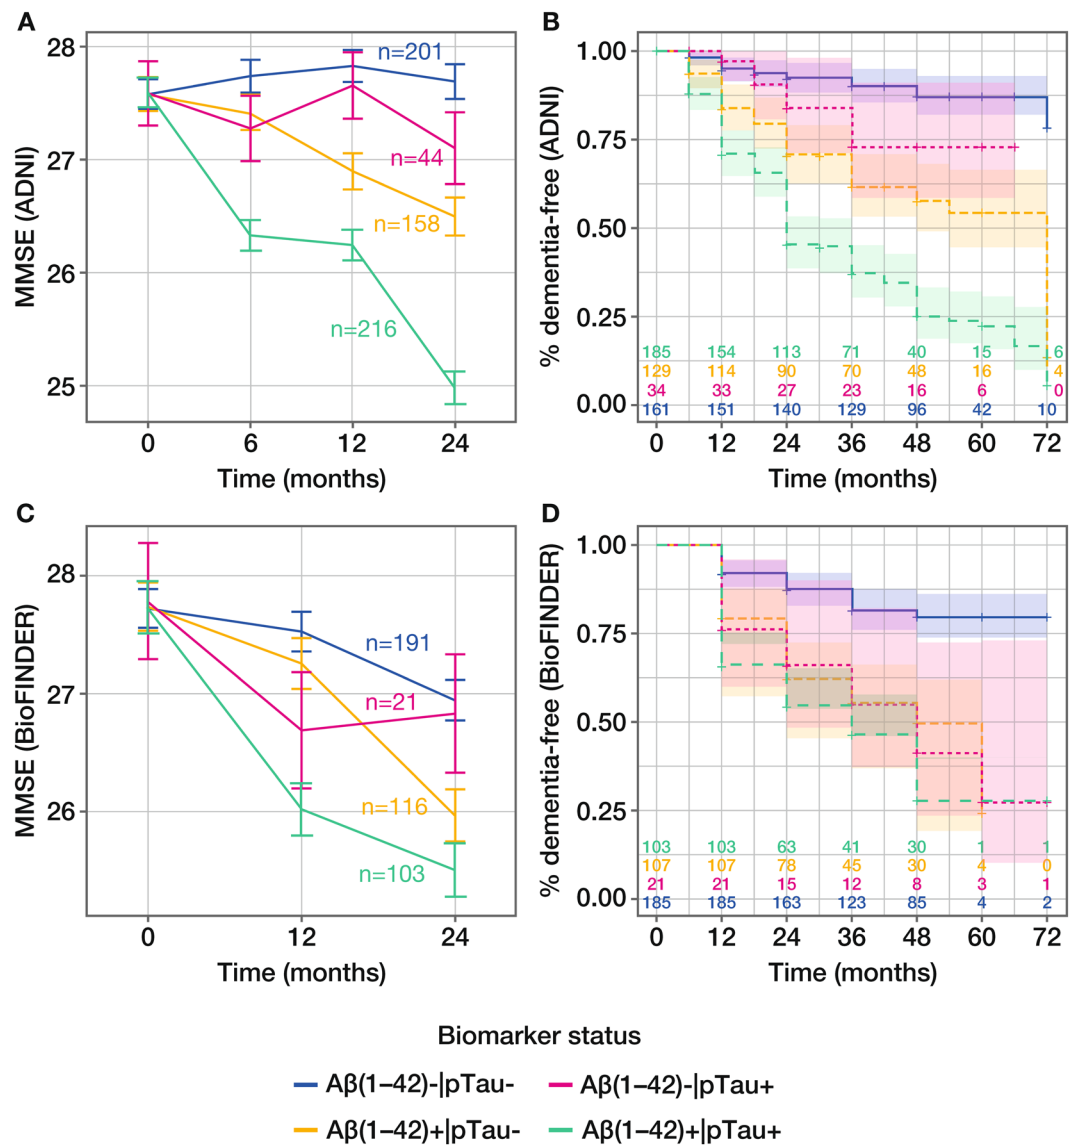 A
MMSE (ADNI)
28
27
26
25
n=201
n=44
n=158
n=216
0 6 12 24
Time (months)
B
% dementia-free (ADNI)
1.00
0.75
0.50
0.25
0.00
185 154 113 71 40 15 6
129 114 90 70 48 16 4
34 33 27 23 16 6 0
161 151 140 129 96 42 10
0 12 24 36 48 60 72
Time (months)
C
MMSE (BioFINDER)
28
27
26
n=191
n=21
n=116
n=103
0 12 24
Time (months)
D
% dementia-free (BioFINDER)
1.00
0.75
0.50
0.25
0.00
103 103 63 41 30 1 1
107 107 78 45 30 4 0
21 21 15 12 8 3 1
185 185 163 123 85 4 2
0 12 24 36 48 60 72
Time (months)
Biomarker status
Aβ(1–42)-|pTau- Aβ(1–42)-|pTau+
Aβ(1–42)+|pTau- Aβ(1–42)+|pTau+